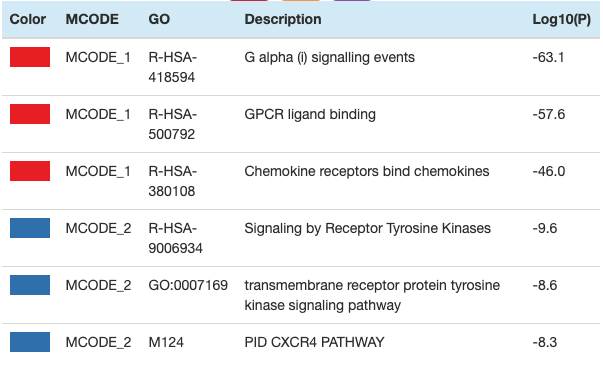 Color MCODE GO Description Log10(P)
MCODE_1 R-HSA- G alpha (i) signalling events -63.1
418594
MCODE_1 R-HSA- GPCR ligand binding -57.6
500792
MCODE_1 R-HSA- Chemokine receptors bind chemokines -46.0
380108
MCODE_2 R-HSA- Signaling by Receptor Tyrosine Kinases -9.6
9006934
MCODE_2 GO:0007169 transmembrane receptor protein tyrosine -8.6
kinase signaling pathway
MCODE_2 M124 PID CXCR4 PATHWAY -8.3